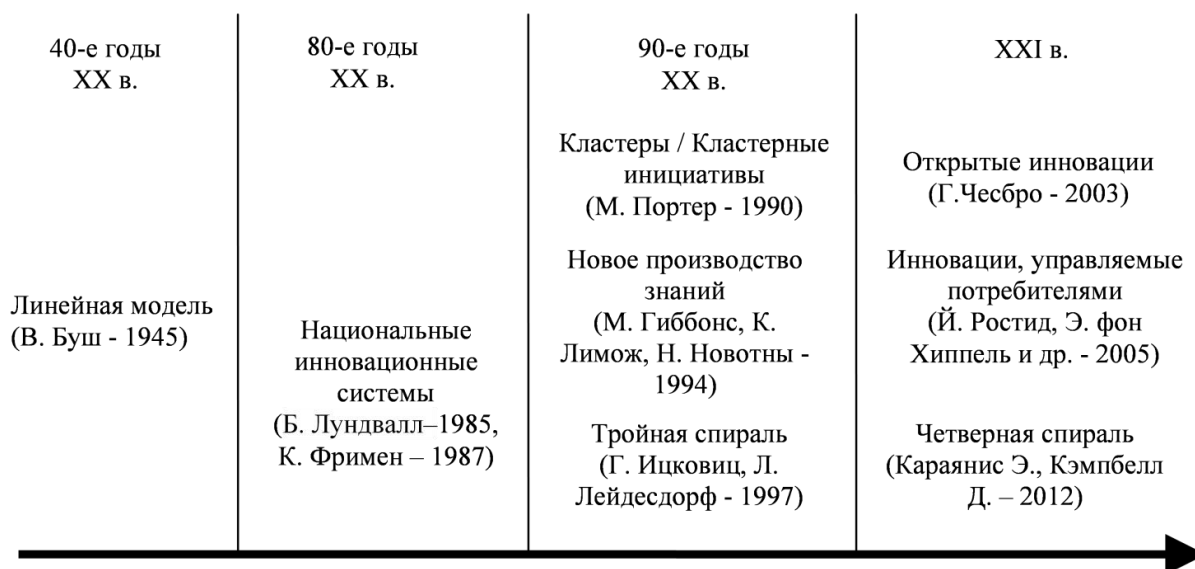 40-е годы
XX в.
Линейная модель
(В. Буш - 1945)
80-е годы
XX в.
Национальные
инновационные
системы
(Б. Лундвалл–1985,
К. Фримен – 1987)
90-е годы
XX в.
Кластеры / Кластерные
инициативы
(М. Портер - 1990)
Новое производство
знаний
(М. Гиббонс, К.
Лимож, Н. Новотны -
1994)
Тройная спираль
(Г. Ицковиц, Л.
Лейдесдорф - 1997)
XXI в.
Открытые инновации
(Г.Чесбро - 2003)
Инновации, управляемые
потребителями
(Й. Ростид, Э. фон
Хиппель и др. - 2005)
Четверная спираль
(Караянис Э., Кэмпбелл
Д. – 2012)